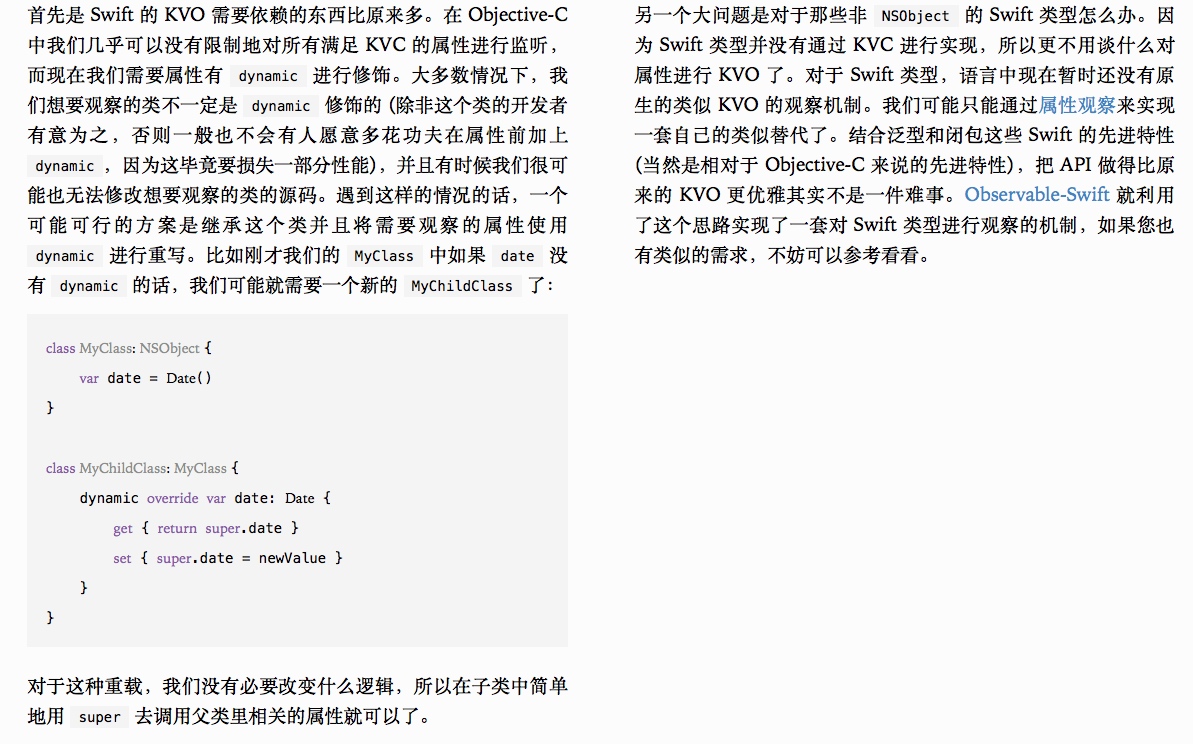 首先是 Swift 的 KVO 需要依赖的东西比原来多。在 Objective-C
中我们几乎可以没有限制地对所有满足 KVC 的属性进行监听，
而现在我们需要属性有 dynamic 进行修饰。大多数情况下，我
们想要观察的类不一定是 dynamic 修饰的 (除非这个类的开发者
有意为之，否则一般也不会有人愿意多花功夫在属性前加上
dynamic ，因为这毕竟要损失一部分性能)，并且有时候我们很可
能也无法修改想要观察的类的源码。遇到这样的情况的话，一个
可能可行的方案是继承这个类并且将需要观察的属性使用
dynamic 进行重写。比如刚才我们的 MyClass 中如果 date 没
有 dynamic 的话，我们可能就需要一个新的 MyChildClass 了：
class MyClass: NSObject {
    var date = Date()
}
class MyChildClass: MyClass {
    dynamic override var date: Date {
        get { return super.date }
        set { super.date = newValue }
    }
}
对于这种重载，我们没有必要改变什么逻辑，所以在子类中简单
地用 super 去调用父类里相关的属性就可以了。
另一个大问题是对于那些非 NSObject 的 Swift 类型怎么办。因
为 Swift 类型并没有通过 KVC 进行实现，所以更不用谈什么对
属性进行 KVO 了。对于 Swift 类型，语言中现在暂时还没有原
生的类似 KVO 的观察机制。我们可能只能通过属性观察来实现
一套自己的类似替代了。结合泛型和闭包这些 Swift 的先进特性
(当然是相对于 Objective-C 来说的先进特性)，把 API 做得比原
来的 KVO 更优雅其实不是一件难事。Observable-Swift 就利用
了这个思路实现了一套对 Swift 类型进行观察的机制，如果您也
有类似的需求，不妨可以参考看看。